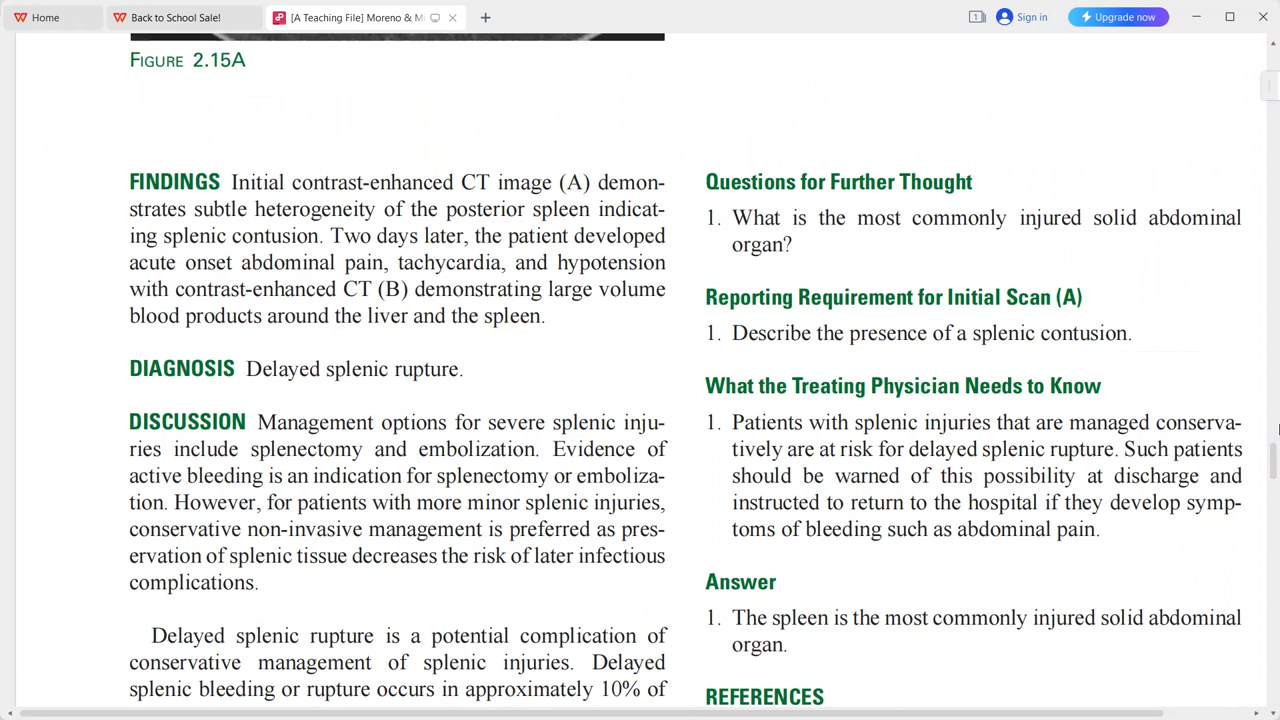 Home
Back to School Sale!
[A Teaching File] Moreno & Mi
1
Sign in
Upgrade now
FIGURE 2.15A
FINDINGS Initial contrast-enhanced CT image (A) demon-
strates subtle heterogeneity of the posterior spleen indicat-
ing splenic contusion. Two days later, the patient developed
acute onset abdominal pain, tachycardia, and hypotension
with contrast-enhanced CT (B) demonstrating large volume
blood products around the liver and the spleen.
DIAGNOSIS Delayed splenic rupture.
DISCUSSION Management options for severe splenic inju-
ries include splenectomy and embolization. Evidence of
active bleeding is an indication for splenectomy or emboliza-
tion. However, for patients with more minor splenic injuries,
conservative non-invasive management is preferred as pres-
ervation of splenic tissue decreases the risk of later infectious
complications.
Delayed splenic rupture is a potential complication of
conservative management of splenic injuries. Delayed
splenic bleeding or rupture occurs in approximately 10% of
Questions for Further Thought
1. What is the most commonly injured solid abdominal
organ?
Reporting Requirement for Initial Scan (A)
1. Describe the presence of a splenic contusion.
What the Treating Physician Needs to Know
1. Patients with splenic injuries that are managed conserva-
tively are at risk for delayed splenic rupture. Such patients
should be warned of this possibility at discharge and
instructed to return to the hospital if they develop symp-
toms of bleeding such as abdominal pain.
Answer
1. The spleen is the most commonly injured solid abdominal
organ.
REFERENCES